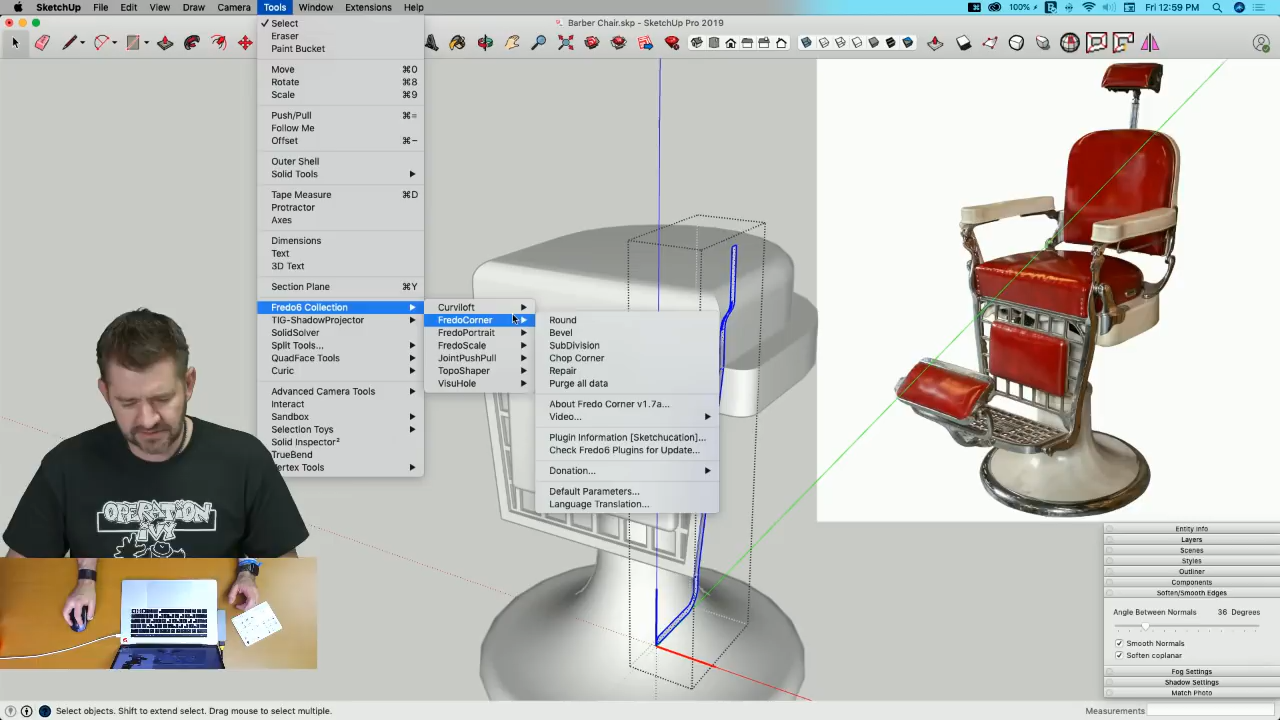 SketchUp File Edit View Draw Camera Tools Window Extensions Help 100% Fri 12:59 PM
Barber Chair.skp - SketchUp Pro 2019
✓ Select
Eraser
Paint Bucket
Move ⌘0
Rotate ⌘8
Scale ⌘9
Push/Pull ⌘=
Follow Me
Offset ⌘-
Outer Shell
Solid Tools
Tape Measure ⌘D
Protractor
Axes
Dimensions
Text
3D Text
Section Plane ⌘Y
Fredo6 Collection
TIG-ShadowProjector
SolidSolver
Split Tools...
QuadFace Tools
Curic
Advanced Camera Tools
Interact
Sandbox
Selection Toys
Solid Inspector²
TrueBend
Vertex Tools
Curviloft
FredoCorner
FredoPortrait
FredoScale
JointPushPull
TopoShaper
VisuHole
Round
Bevel
SubDivision
Chop Corner
Repair
Purge all data
About Fredo Corner v1.7a...
Video...
Plugin Information [Sketchucation]...
Check Fredo6 Plugins for Update...
Donation...
Default Parameters...
Language Translation...
OPERATION
IVY
Entity Info
Layers
Scenes
Styles
Outliner
Components
Soften/Smooth Edges
Angle Between Normals 36 Degrees
Smooth Normals
Soften coplanar
Fog Settings
Shadow Settings
Match Photo
Select objects. Shift to extend select. Drag mouse to select multiple. Measurements